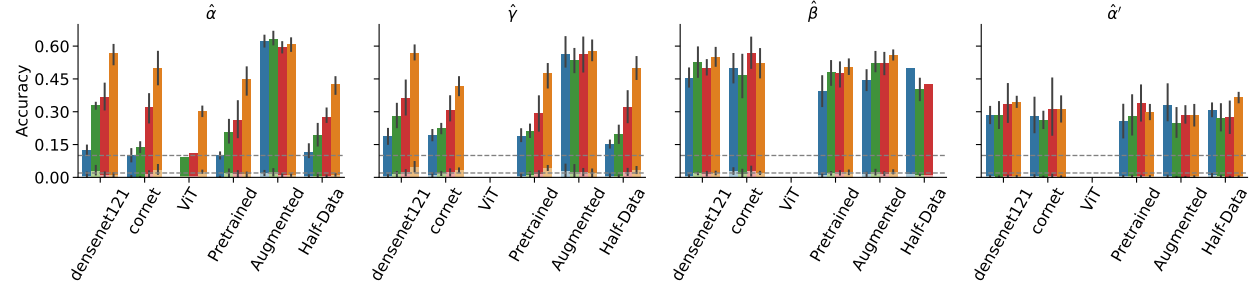 α̂
γ̂
β̂
α̂′
Accuracy
0.60
0.45
0.30
0.15
0.00
densenet121
cornet
ViT
Pretrained
Augmented
Half-Data
densenet121
cornet
ViT
Pretrained
Augmented
Half-Data
densenet121
cornet
ViT
Pretrained
Augmented
Half-Data
densenet121
cornet
ViT
Pretrained
Augmented
Half-Data